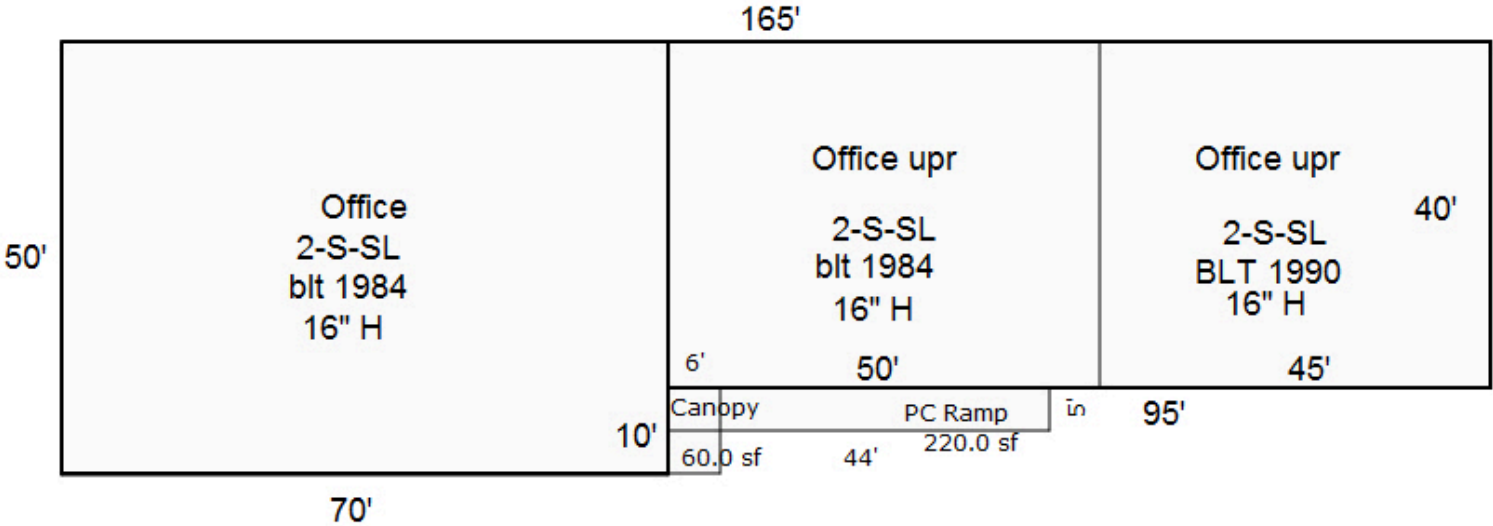 165'
Office
2-S-SL
blt 1984
16" H
50'
Office upr
2-S-SL
blt 1984
16" H
Office upr
2-S-SL
BLT 1990
16" H
40'
6'
50'
45'
Canopy
PC Ramp
5'
95'
10'
60.0 sf
44'
220.0 sf
70'